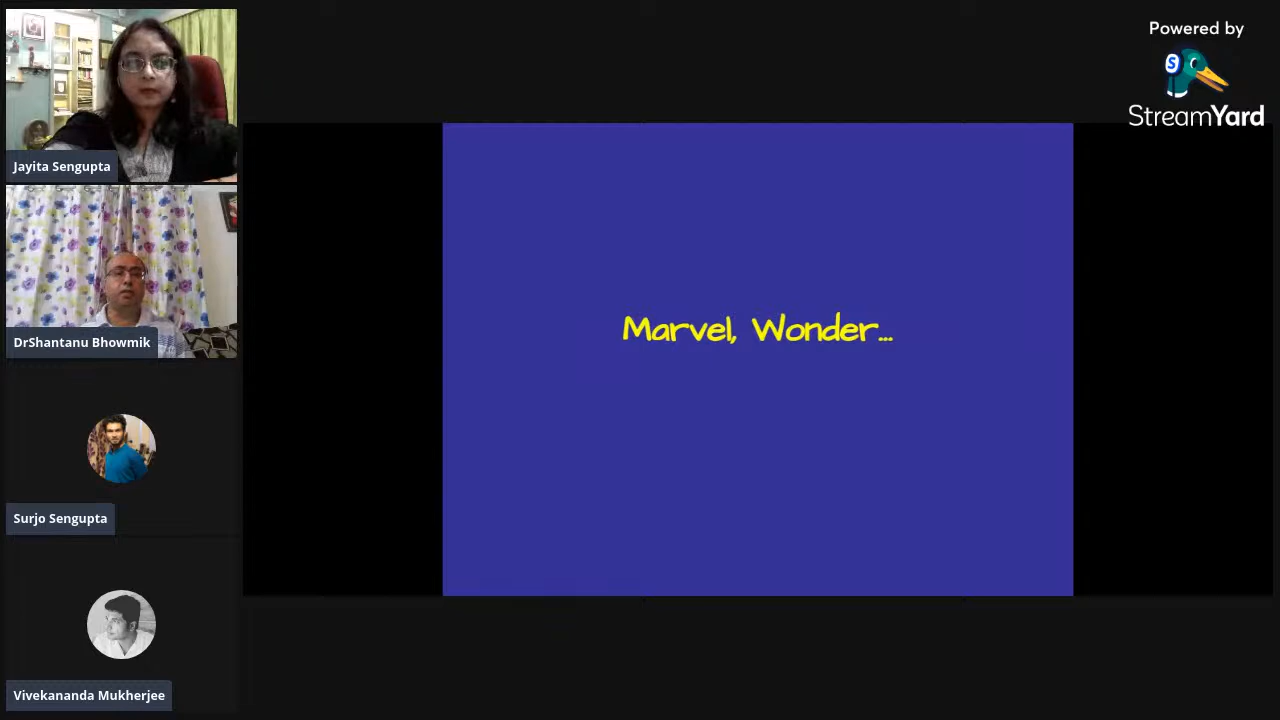 Powered by
S
StreamYard
Jayita Sengupta
Marvel, Wonder...
DrShantanu Bhowmik
Surjo Sengupta
Vivekananda Mukherjee